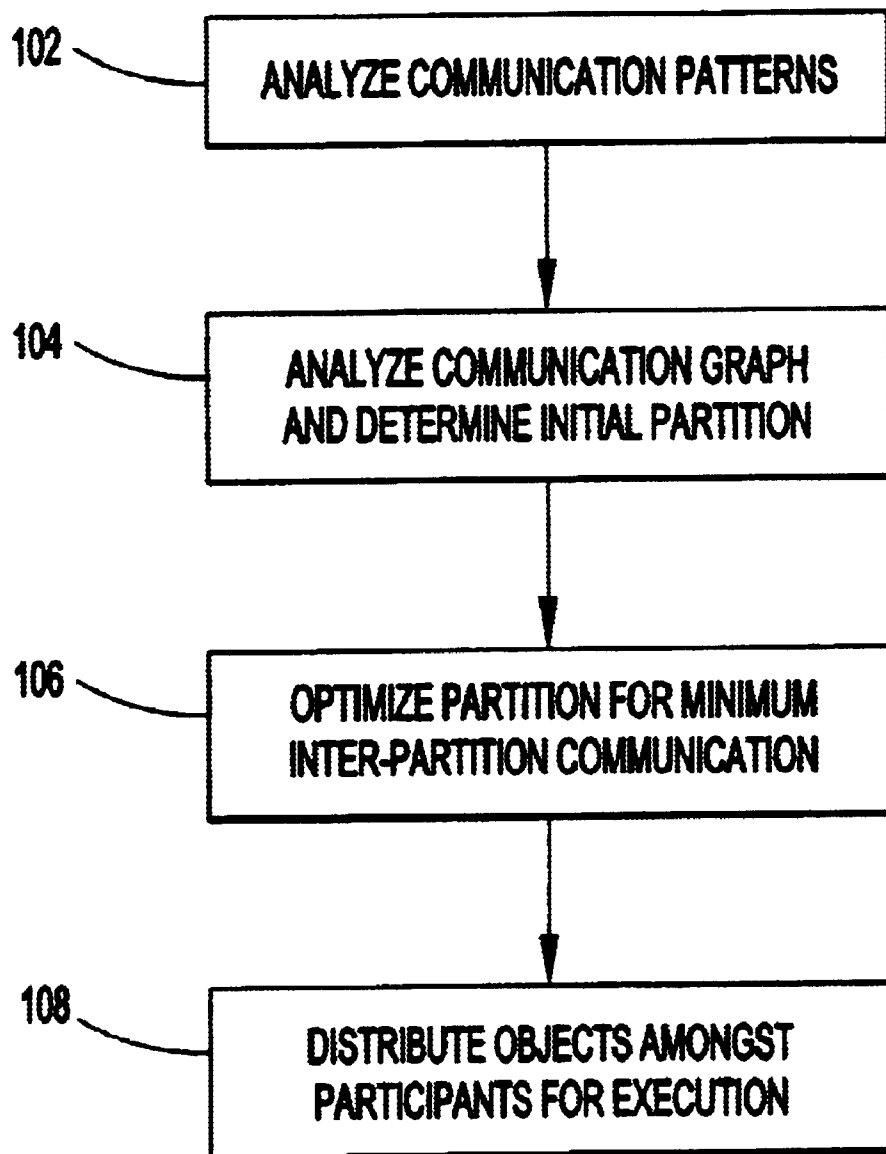 102
ANALYZE COMMUNICATION PATTERNS
104
ANALYZE COMMUNICATION GRAPH
AND DETERMINE INITIAL PARTITION
106
OPTIMIZE PARTITION FOR MINIMUM
INTER-PARTITION COMMUNICATION
108
DISTRIBUTE OBJECTS AMONGST
PARTICIPANTS FOR EXECUTION